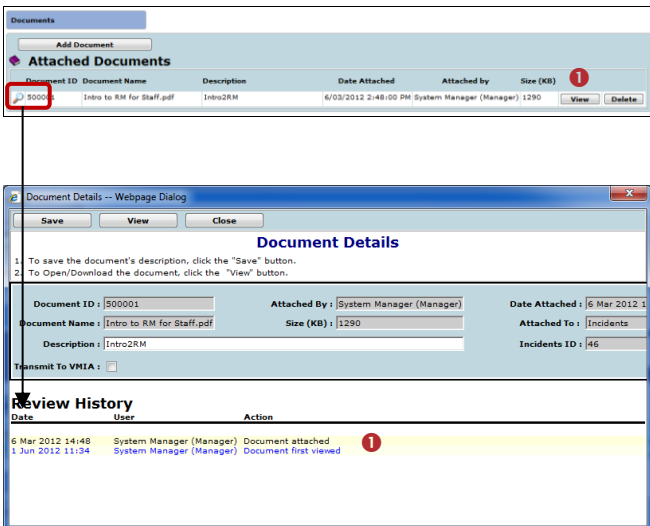 Documents
Add Document
Attached Documents
Document ID Document Name Description Date Attached Attached by Size (KB) 1
500001 Intro to RM for Staff.pdf Intro2RM 6/03/2012 2:48:00 PM System Manager (Manager) 1290 View Delete
Document Details -- Webpage Dialog x
Save View Close
Document Details
1. To save the document's description, click the "Save" button.
2. To Open/Download the document, click the "View" button.
Document ID : 500001 Attached By : System Manager (Manager) Date Attached : 6 Mar 2012 1
Document Name : Intro to RM for Staff.pdf Size (KB) : 1290 Attached To : Incidents
Description : Intro2RM Incidents ID : 46
Transmit To VMIA :
Review History
Date User Action
6 Mar 2012 14:48 System Manager (Manager) Document attached 1
1 Jun 2012 11:34 System Manager (Manager) Document first viewed